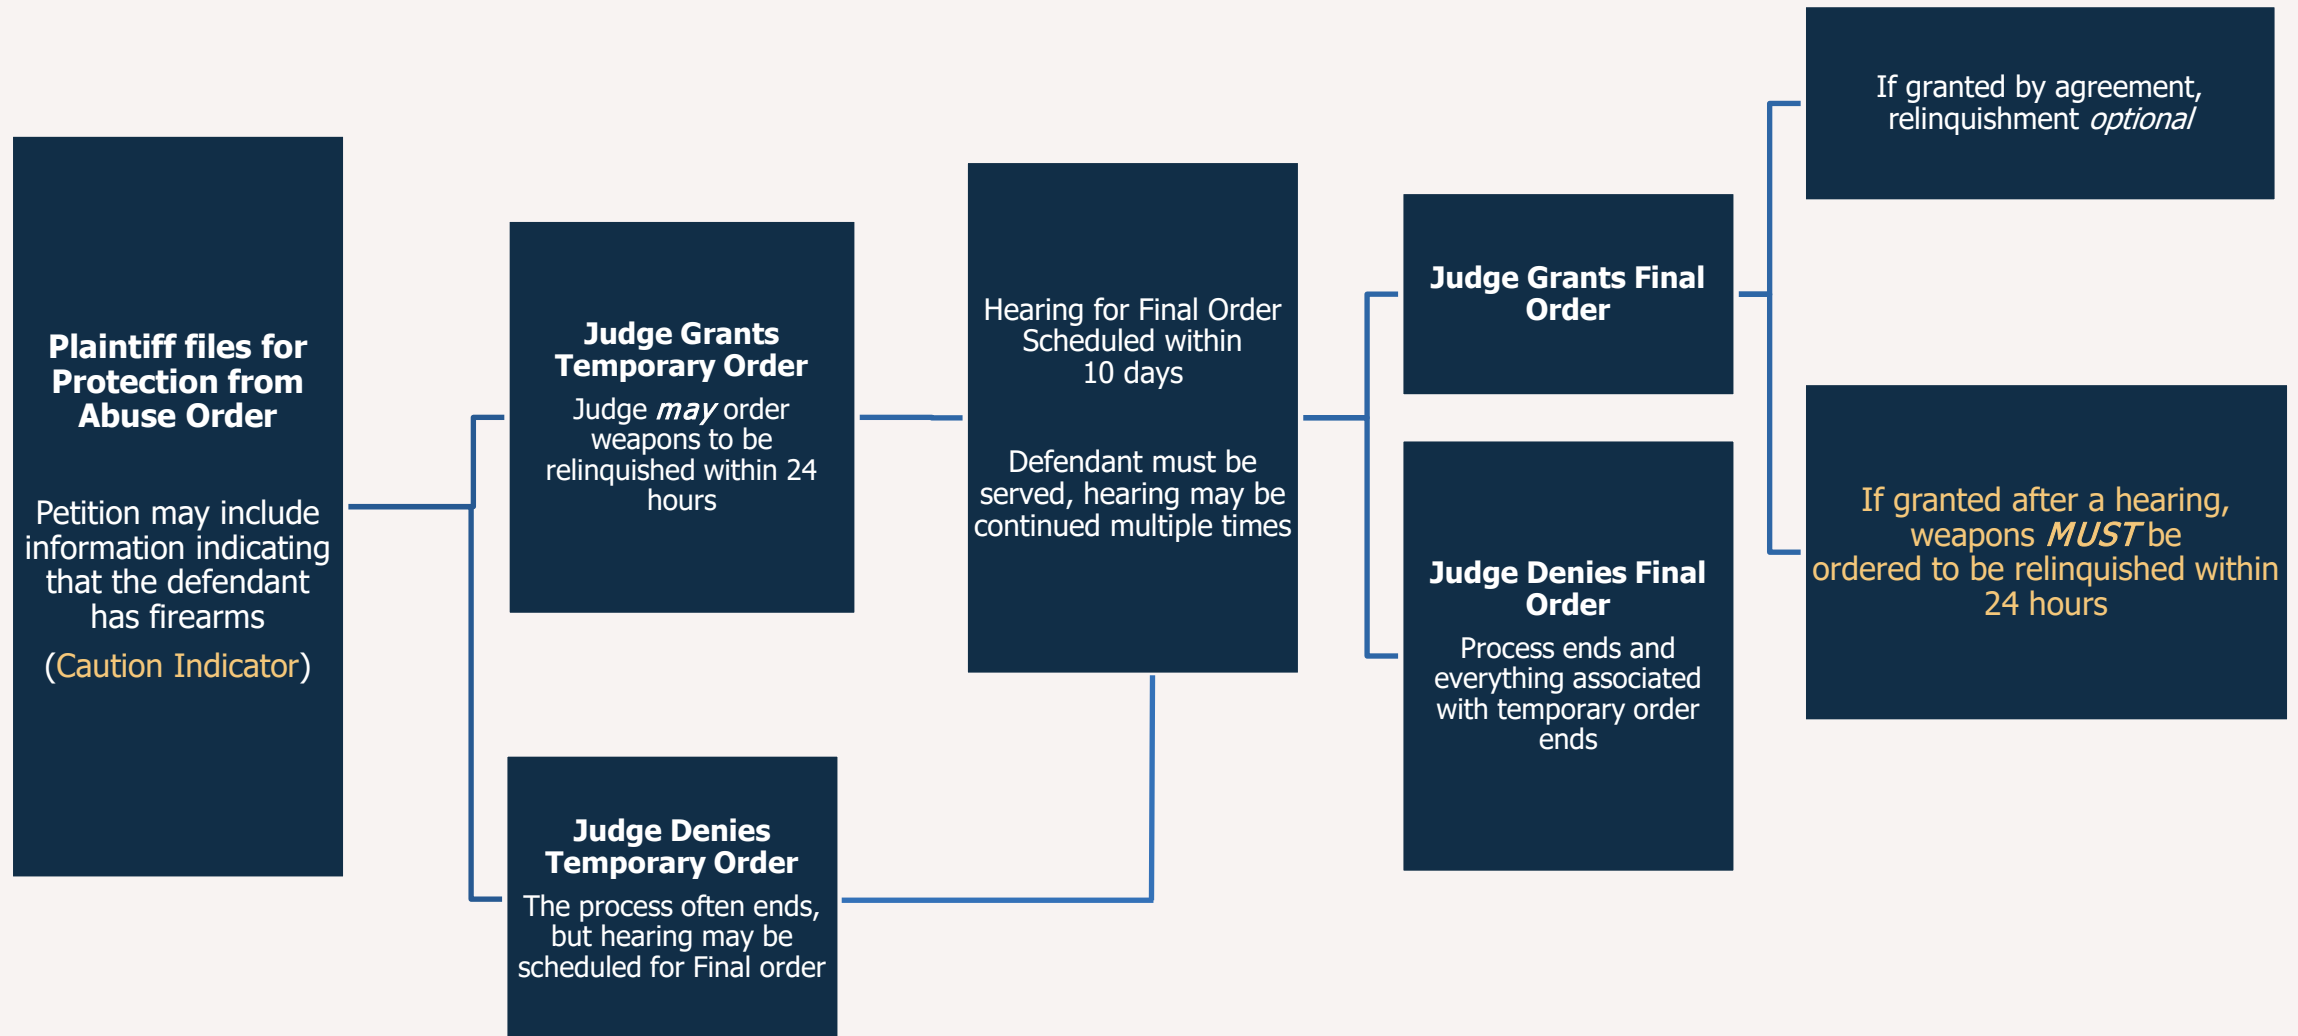 Plaintiff files for
Protection from
Abuse Order
Petition may include
information indicating
that the defendant
has firearms
(Caution Indicator)
Judge Grants
Temporary Order
Judge may order
weapons to be
relinquished within 24
hours
Judge Denies
Temporary Order
The process often ends,
but hearing may be
scheduled for Final order
Hearing for Final Order
Scheduled within
10 days
Defendant must be
served, hearing may be
continued multiple times
Judge Grants Final
Order
Judge Denies Final
Order
Process ends and
everything associated
with temporary order
ends
If granted by agreement,
relinquishment optional
If granted after a hearing,
weapons MUST be
ordered to be relinquished within
24 hours